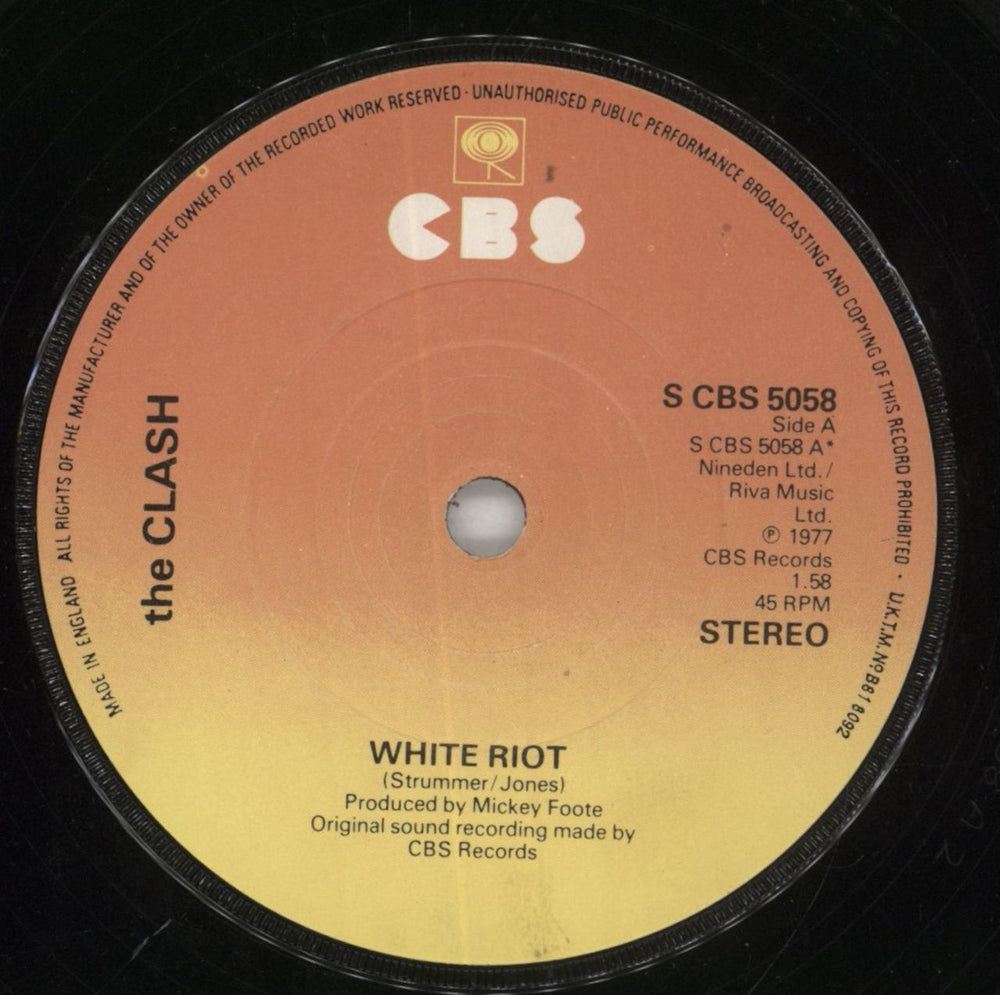 MADE IN ENGLAND ALL RIGHTS OF THE MANUFACTURER AND OF THE OWNER OF THE RECORDED WORK RESERVED · UNAUTHORISED PUBLIC PERFORMANCE BROADCASTING AND COPYING OF THIS RECORD PROHIBITED · U.K.T.M. Nº B618092
CBS
the CLASH
S CBS 5058
Side A
S CBS 5058 A*
Nineden Ltd./
Riva Music
Ltd.
℗ 1977
CBS Records
1.58
45 RPM
STEREO
WHITE RIOT
(Strummer/Jones)
Produced by Mickey Foote
Original sound recording made by
CBS Records